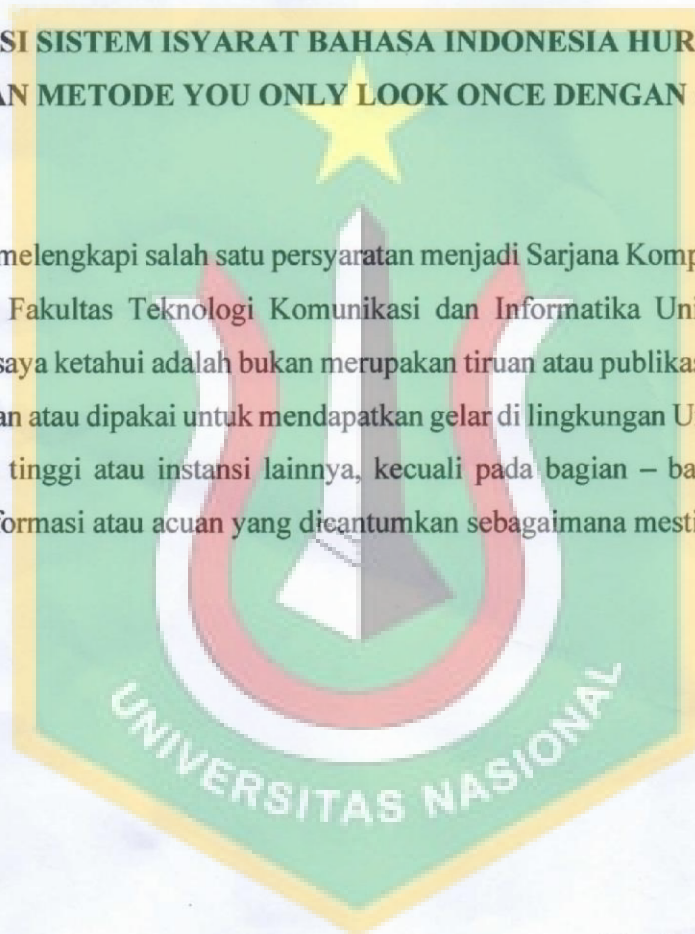 SI SISTEM ISYARAT BAHASA INDONESIA HUR
AN METODE YOU ONLY LOOK ONCE DENGAN
melengkapi salah satu persyaratan menjadi Sarjana Komp
Fakultas Teknologi Komunikasi dan Informatika Uni
saya ketahui adalah bukan merupakan tiruan atau publikas
an atau dipakai untuk mendapatkan gelar di lingkungan U
tinggi atau instansi lainnya, kecuali pada bagian – ba
formasi atau acuan yang dicantumkan sebagaimana mesti
UNIVERSITAS NASIONAL